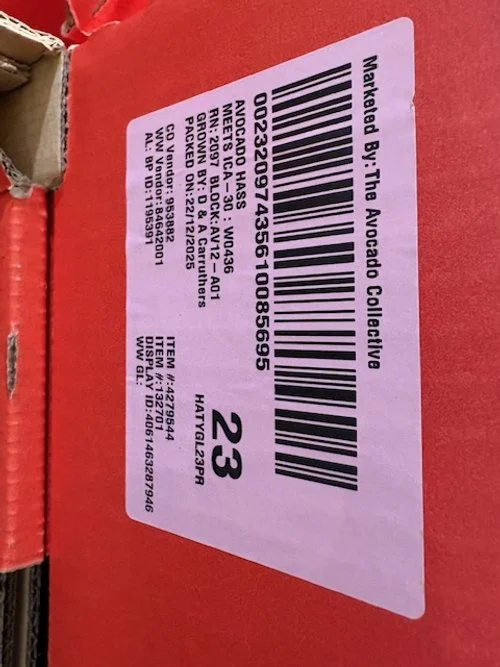 Marketed By: The Avocado Collective
00232097435610085695
AVOCADO HASS
MEETS ICA-30 : W0436
RN: 2097 BLOCK:AV12-A01
GROWN BY: D & A Carruthers
PACKED ON:22/12/2025
23
HATYGL23PR
CO Vendor: 953882
WW Vendor:84642001
AL: BP ID:1195391
ITEM #:4279544
ITEM #:132701
DISPLAY ID:4061463287946
WW GL: